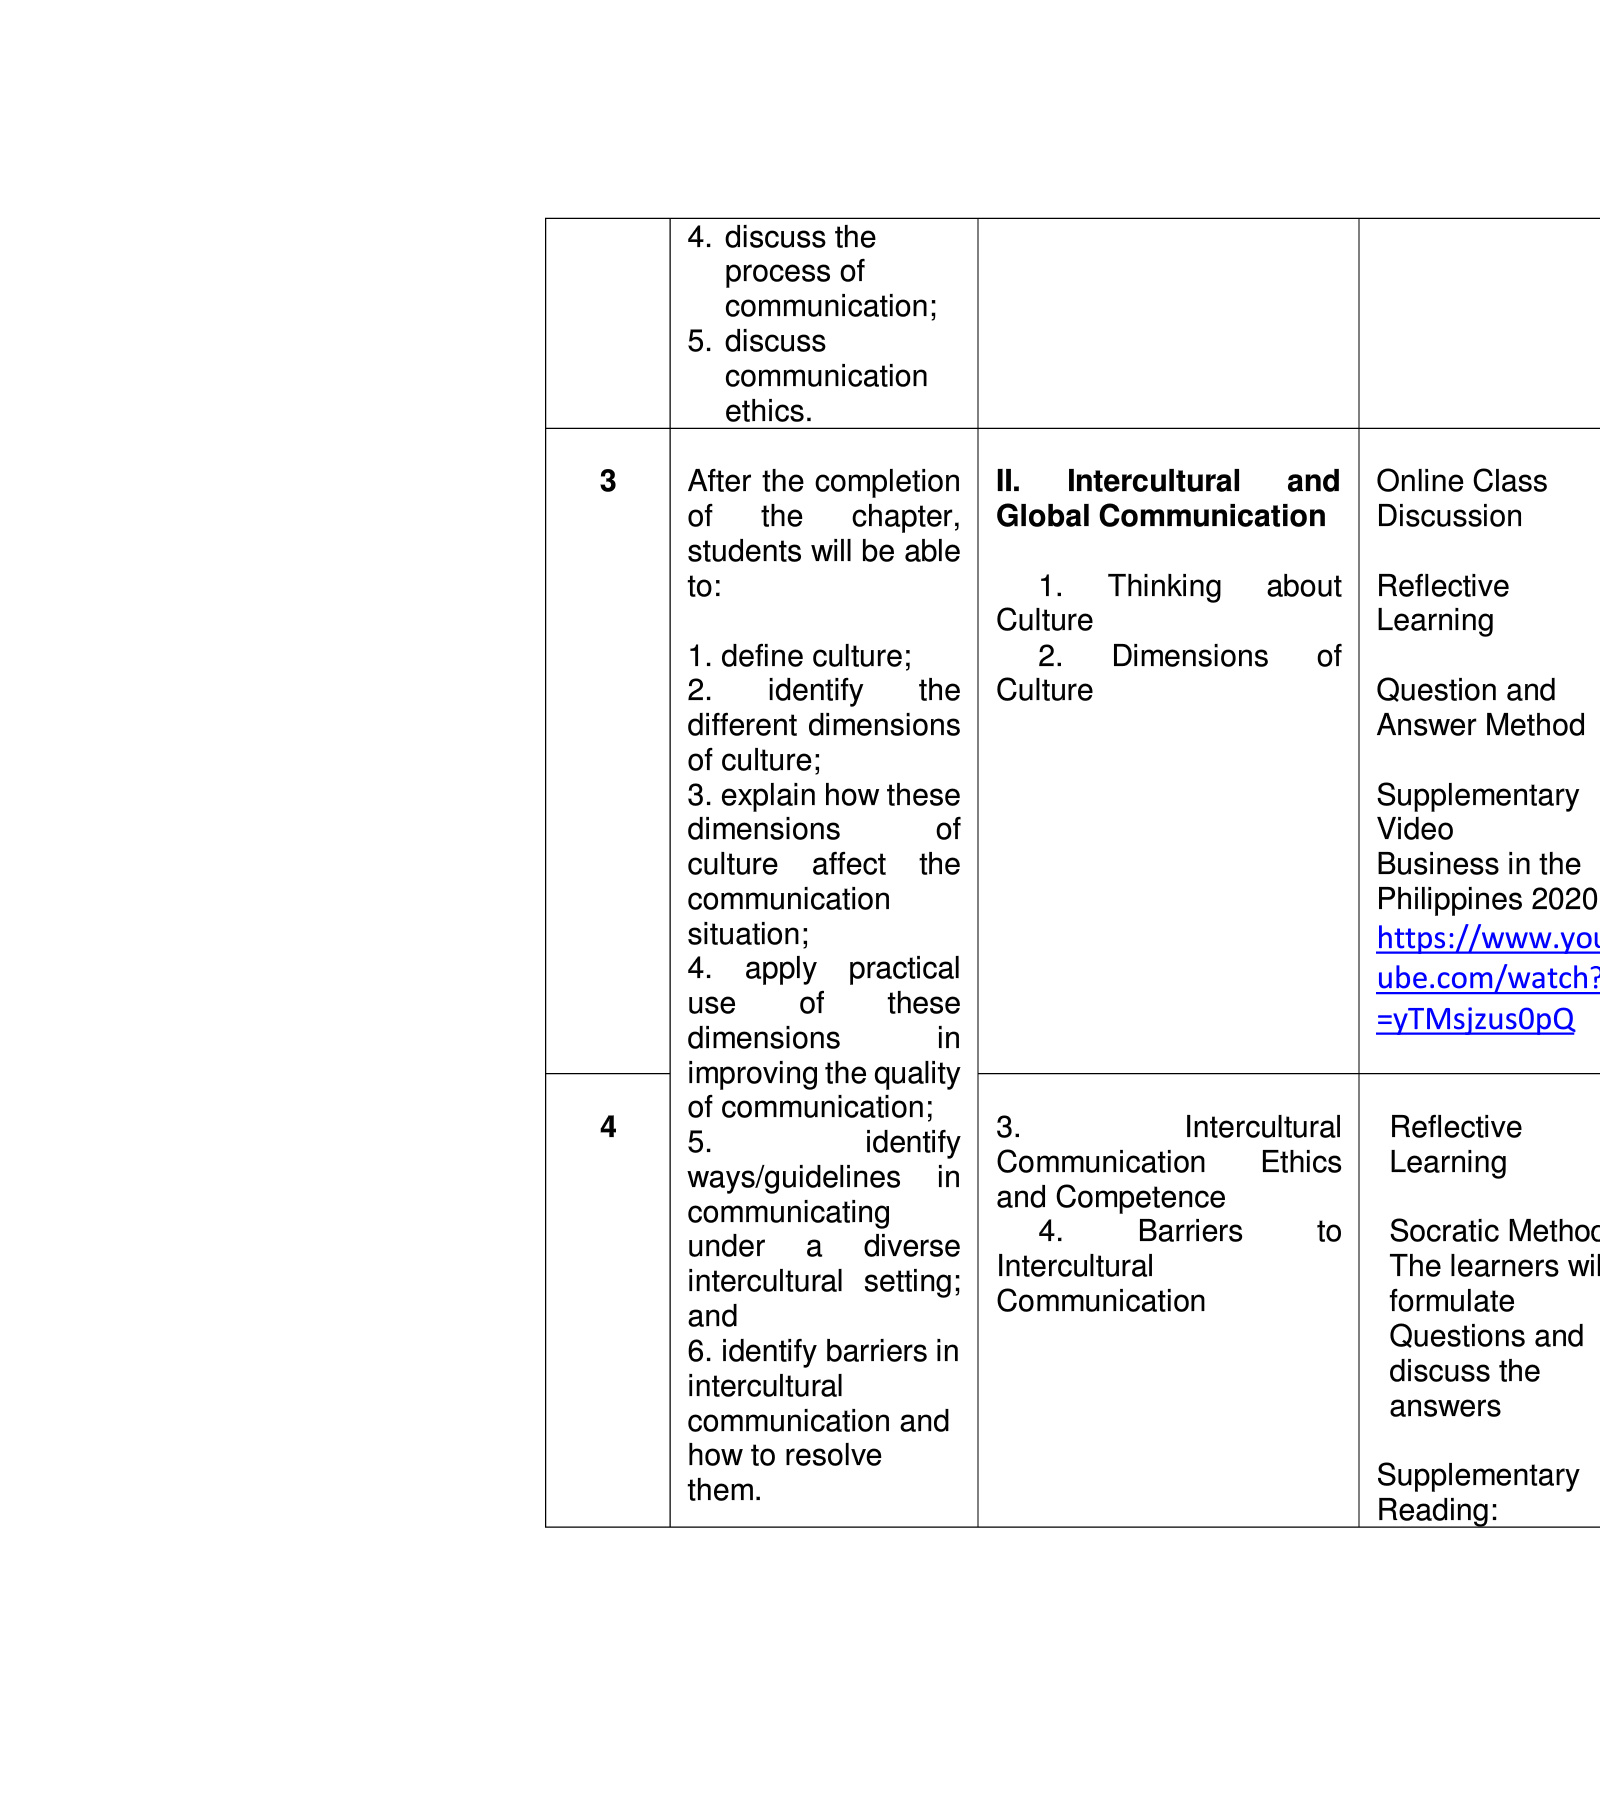 4. discuss the
process of
communication;
5. discuss
communication
ethics.
3
After the completion
of the chapter,
students will be able
to:
1. define culture;
2. identify the
different dimensions
of culture;
3. explain how these
dimensions of
culture affect the
communication
situation;
4. apply practical
use of these
dimensions in
improving the quality
of communication;
5. identify
ways/guidelines in
communicating
under a diverse
intercultural setting;
and
6. identify barriers in
intercultural
communication and
how to resolve
them.
II. Intercultural and
Global Communication
1. Thinking about
Culture
2. Dimensions of
Culture
Online Class
Discussion
Reflective
Learning
Question and
Answer Method
Supplementary
Video
Business in the
Philippines 2020
https://www.you
ube.com/watch?
=yTMsjzus0pQ
4
3. Intercultural
Communication Ethics
and Competence
4. Barriers to
Intercultural
Communication
Reflective
Learning
Socratic Method
The learners wil
formulate
Questions and
discuss the
answers
Supplementary
Reading: